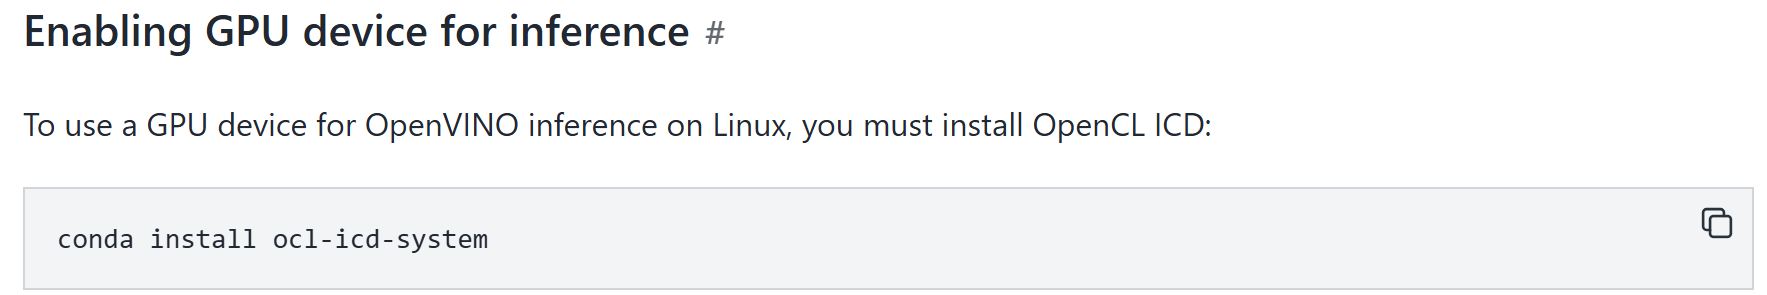 Enabling GPU device for inference #
To use a GPU device for OpenVINO inference on Linux, you must install OpenCL ICD:
conda install ocl-icd-system